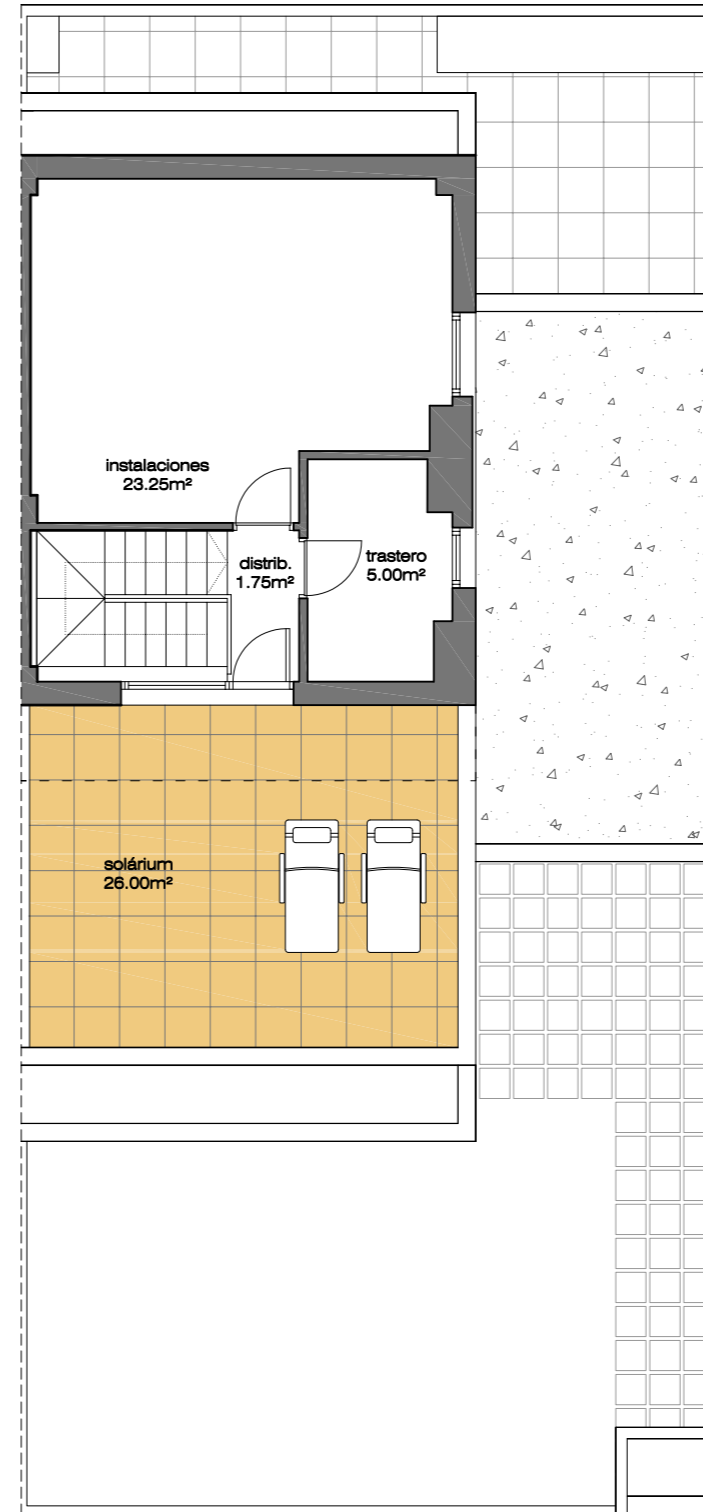 instalaciones
23.25m²
distrib.
1.75m²
trastero
5.00m²
solárium
26.00m²